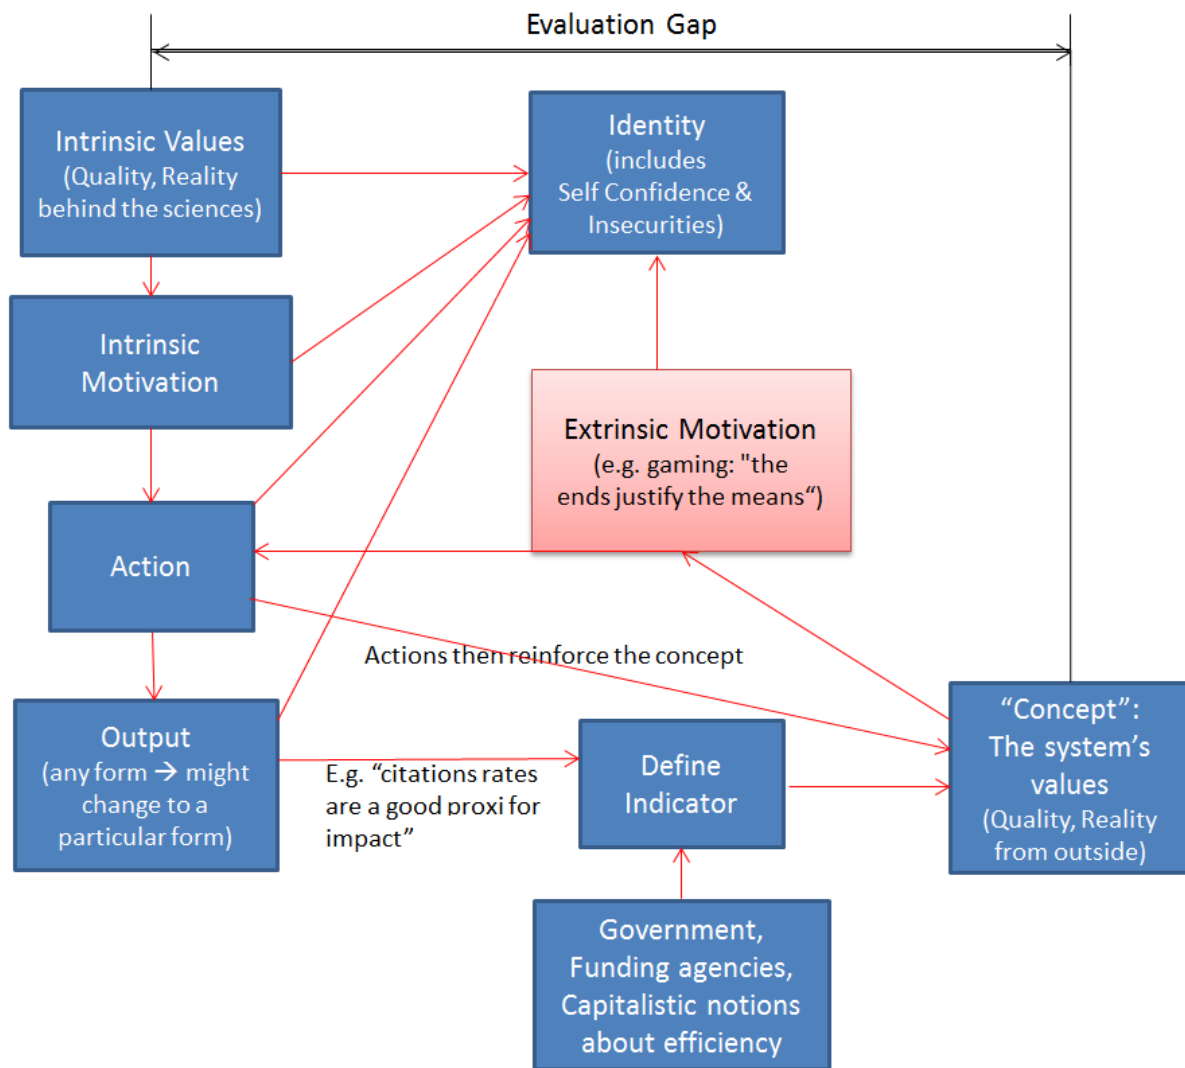 Evaluation Gap
Intrinsic Values
(Quality, Reality
behind the sciences)
Identity
(includes
Self Confidence &
Insecurities)
Intrinsic
Motivation
Extrinsic Motivation
(e.g. gaming: "the
ends justify the means“)
Action
Actions then reinforce the concept
Output
(any form → might
change to a
particular form)
E.g. “citations rates
are a good proxi for
impact”
Define
Indicator
“Concept”:
The system’s
values
(Quality, Reality
from outside)
Government,
Funding agencies,
Capitalistic notions
about efficiency